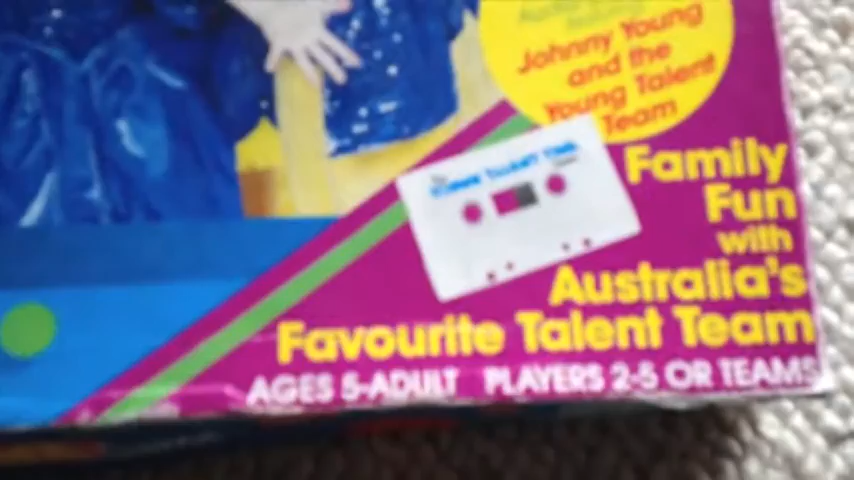 Johnny Young
and the
Young Talent
Team
Family
Fun
with
Australia's
Favourite Talent Team
AGES 5-ADULT PLAYERS 2-5 OR TEAMS